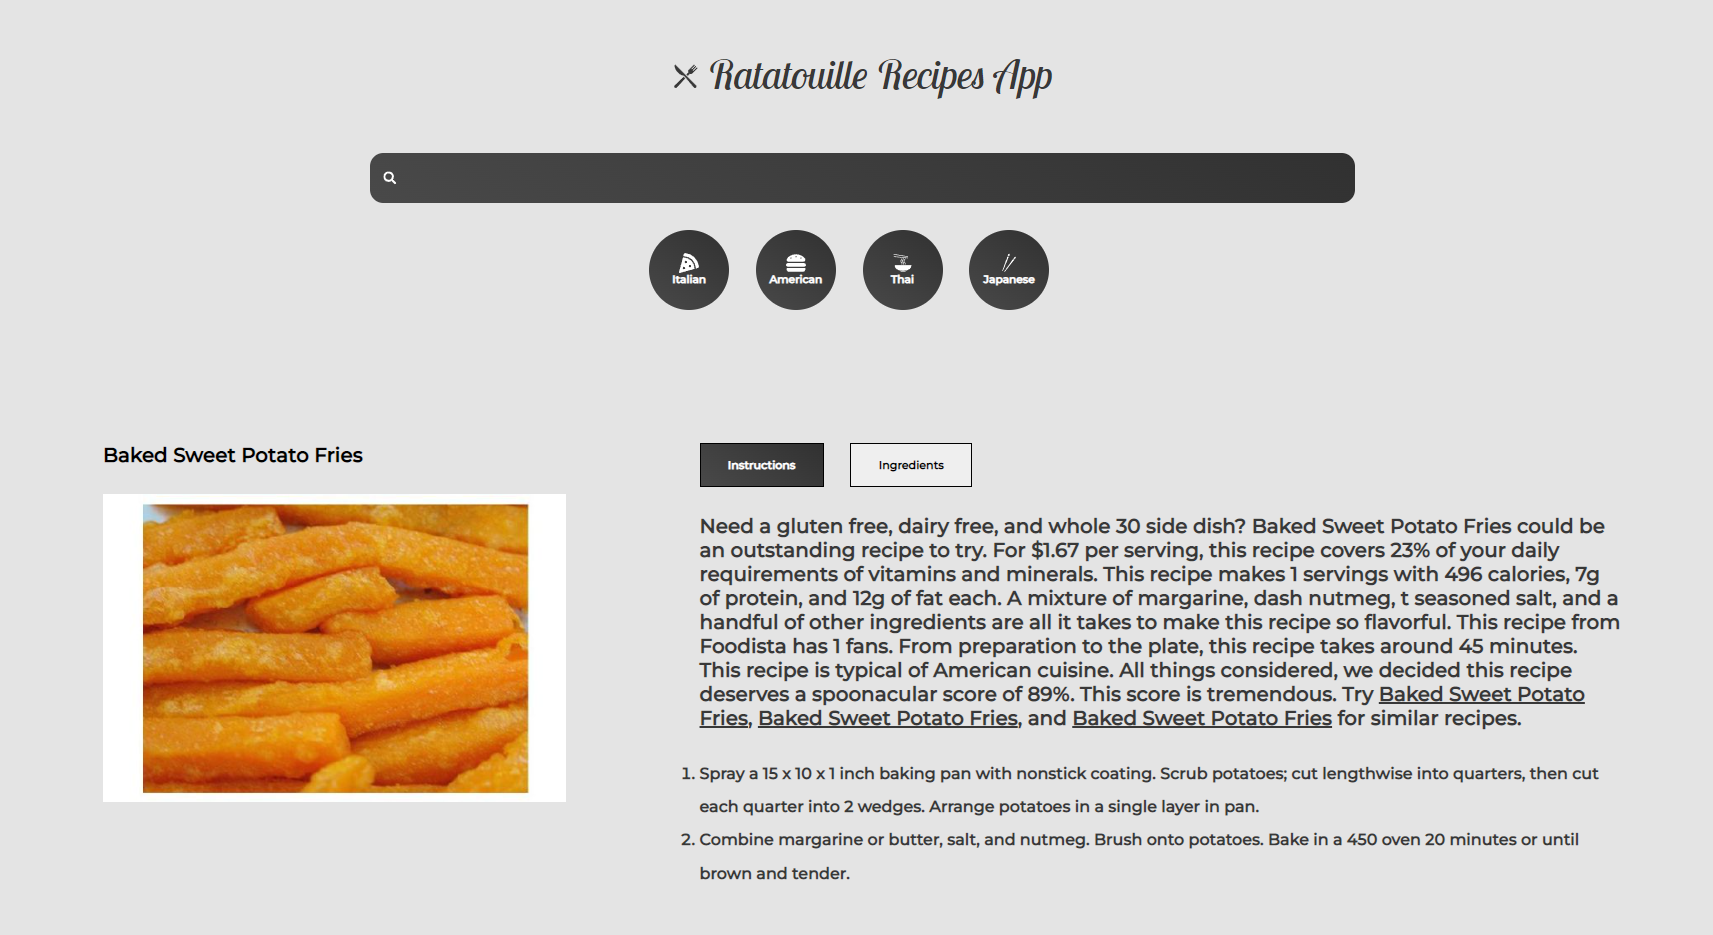 Ratatouille Recipes App
Italian
American
Thai
Japanese
Baked Sweet Potato Fries
Instructions
Ingredients
Need a gluten free, dairy free, and whole 30 side dish? Baked Sweet Potato Fries could be
an outstanding recipe to try. For $1.67 per serving, this recipe covers 23% of your daily
requirements of vitamins and minerals. This recipe makes 1 servings with 496 calories, 7g
of protein, and 12g of fat each. A mixture of margarine, dash nutmeg, t seasoned salt, and a
handful of other ingredients are all it takes to make this recipe so flavorful. This recipe from
Foodista has 1 fans. From preparation to the plate, this recipe takes around 45 minutes.
This recipe is typical of American cuisine. All things considered, we decided this recipe
deserves a spoonacular score of 89%. This score is tremendous. Try Baked Sweet Potato
Fries, Baked Sweet Potato Fries, and Baked Sweet Potato Fries for similar recipes.
1. Spray a 15 x 10 x 1 inch baking pan with nonstick coating. Scrub potatoes; cut lengthwise into quarters, then cut
each quarter into 2 wedges. Arrange potatoes in a single layer in pan.
2. Combine margarine or butter, salt, and nutmeg. Brush onto potatoes. Bake in a 450 oven 20 minutes or until
brown and tender.